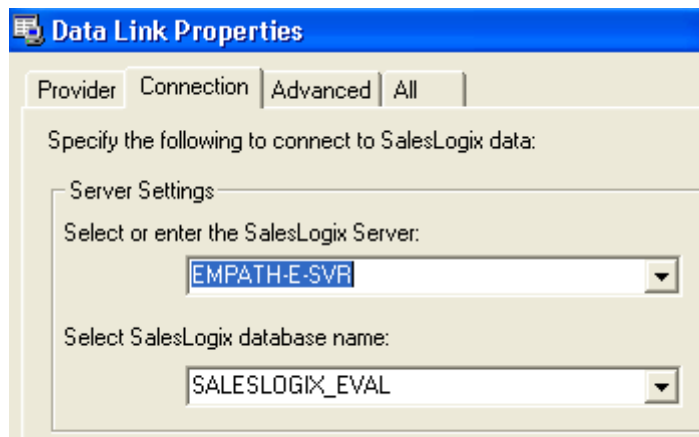 Data Link Properties
Provider Connection Advanced All
Specify the following to connect to SalesLogix data:
Server Settings
Select or enter the SalesLogix Server:
EMPATH-E-SVR
Select SalesLogix database name:
SALESLOGIX_EVAL